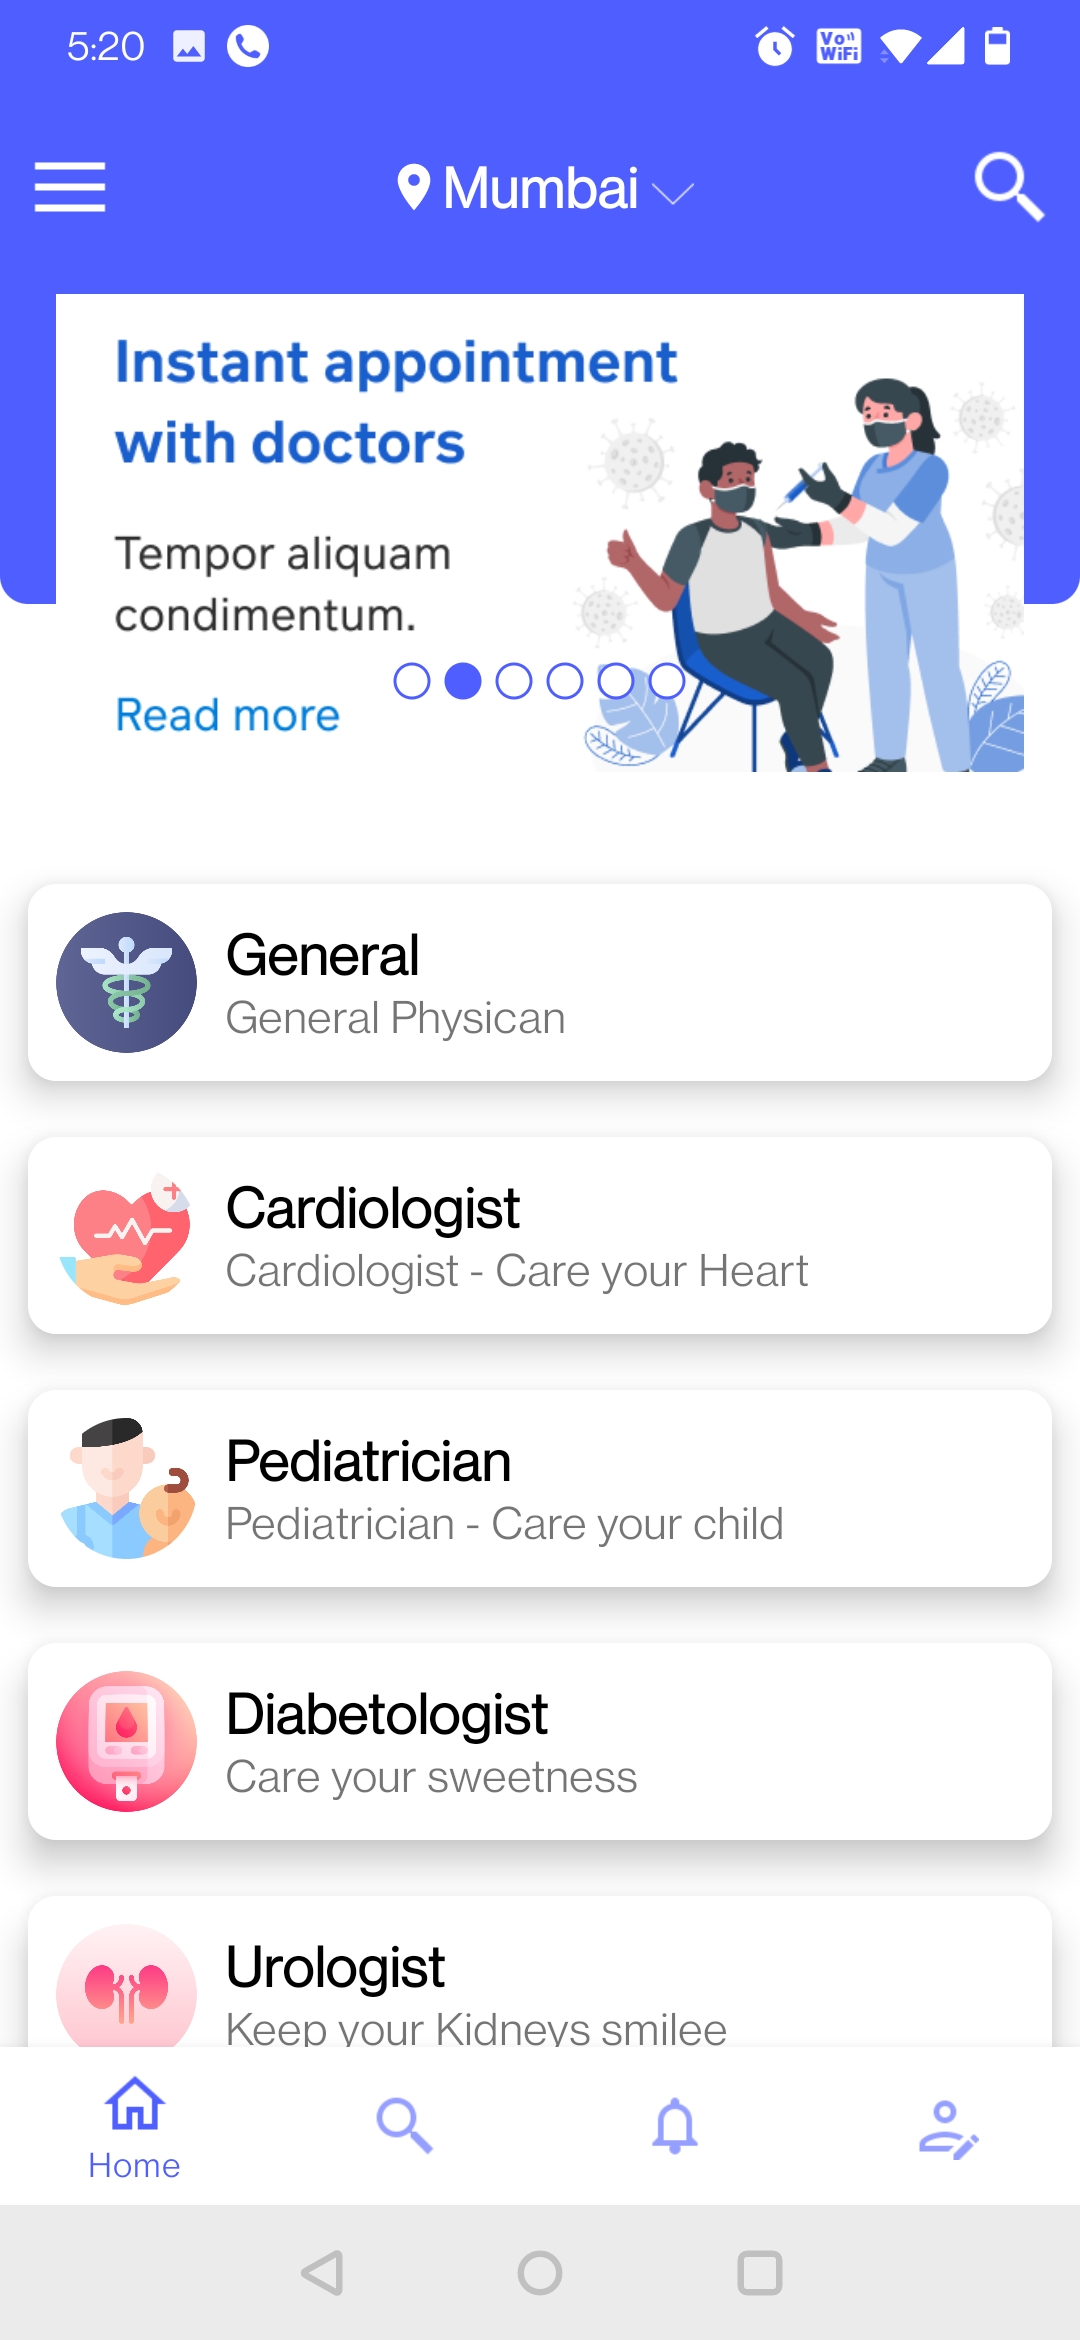 5:20
Vo))
WiFi
Mumbai
Instant appointment
with doctors
Tempor aliquam
condimentum.
Read more
General
General Physican
Cardiologist
Cardiologist - Care your Heart
Pediatrician
Pediatrician - Care your child
Diabetologist
Care your sweetness
Urologist
Keep your Kidneys smilee
Home